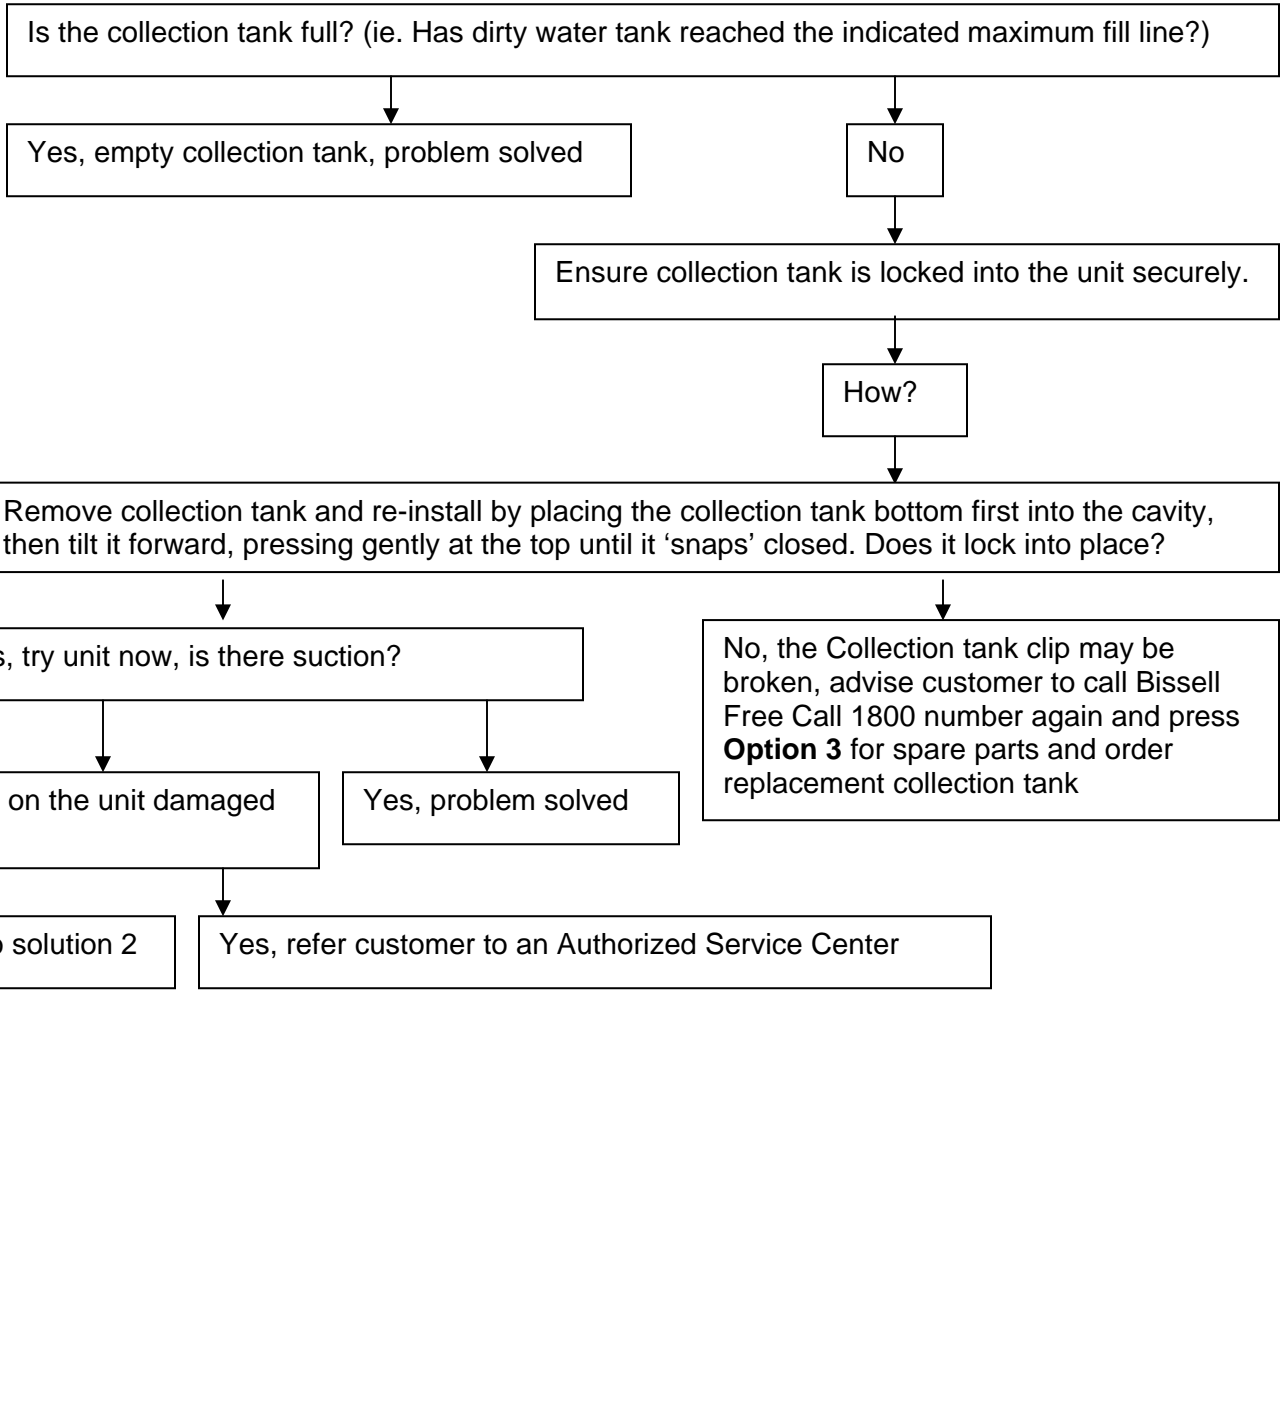 Is the collection tank full? (ie. Has dirty water tank reached the indicated maximum fill line?)
Yes, empty collection tank, problem solved
No
Ensure collection tank is locked into the unit securely.
How?
Remove collection tank and re-install by placing the collection tank bottom first into the cavity,
then tilt it forward, pressing gently at the top until it ‘snaps’ closed. Does it lock into place?
try unit now, is there suction?
No, the Collection tank clip may be
broken, advise customer to call Bissell
Free Call 1800 number again and press
Option 3 for spare parts and order
replacement collection tank
on the unit damaged
Yes, problem solved
solution 2
Yes, refer customer to an Authorized Service Center